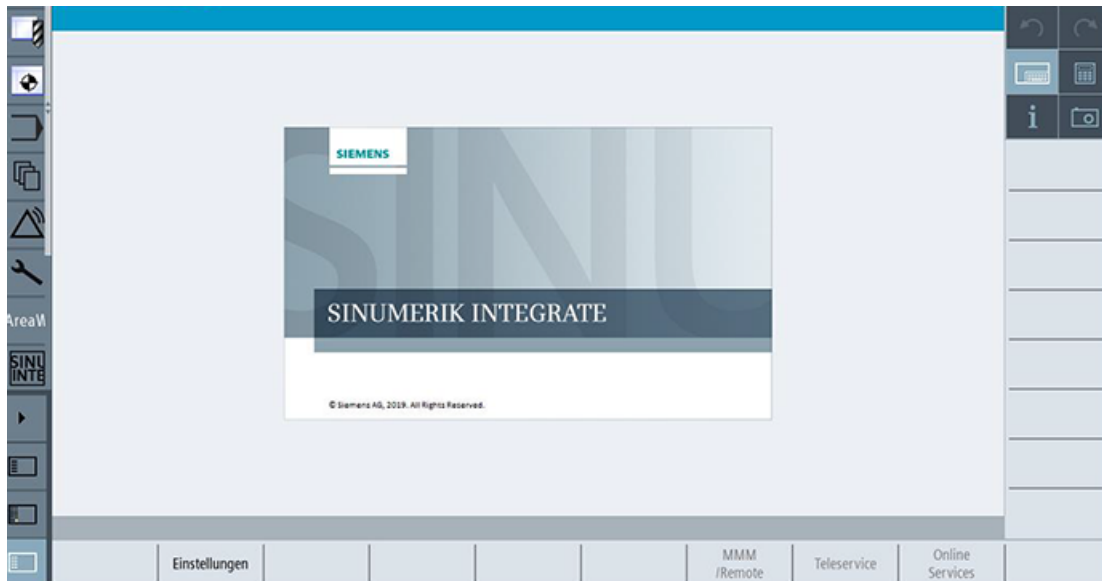 SIEMENS
SINUMERIK INTEGRATE
© Siemens AG, 2019. All Rights Reserved.
AreaW
SINU
INTE
Einstellungen
MMM
/Remote
Teleservice
Online
Services